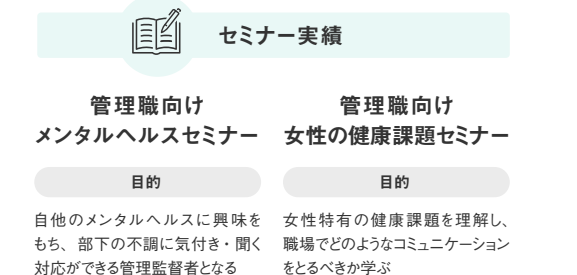 セミナー実績
管理職向け
メンタルヘルスセミナー
目的
自他のメンタルヘルスに興味を
もち、部下の不調に気付き・聞く
対応ができる管理監督者となる
管理職向け
女性の健康課題セミナー
目的
女性特有の健康課題を理解し、
職場でどのようなコミュニケーション
をとるべきか学ぶ